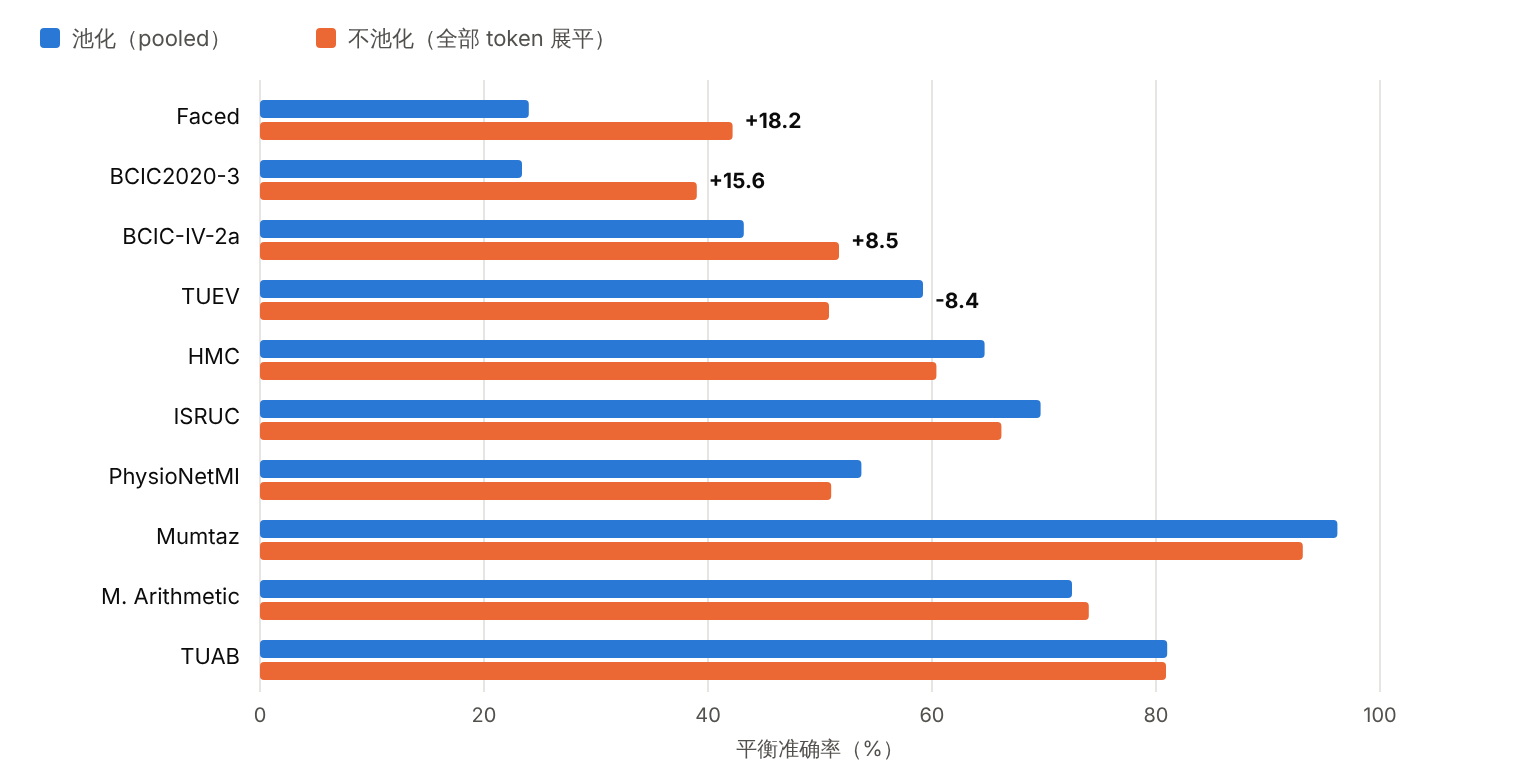 池化（pooled）
不池化（全部 token 展平）
Faced
+18.2
BCIC2020-3
+15.6
BCIC-IV-2a
+8.5
TUEV
-8.4
HMC
ISRUC
PhysioNetMI
Mumtaz
M. Arithmetic
TUAB
0 20 40 60 80 100
平衡准确率（%）